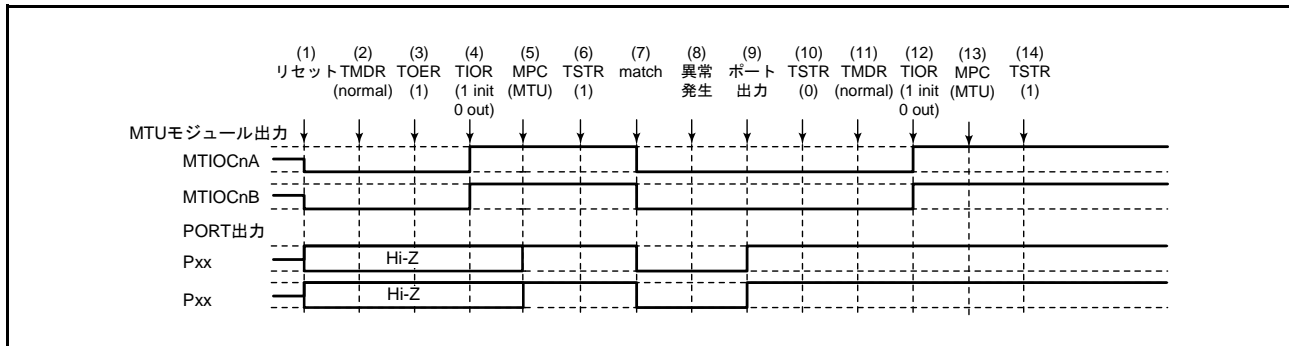 (1) (2) (3) (4) (5) (6) (7) (8) (9) (10) (11) (12) (13) (14)
リセット TMDR TOER TIOR MPC TSTR match 異常 ポート TSTR TMDR TIOR MPC TSTR
(normal) (1) (1 init (MTU) (1) 発生 出力 (0) (normal) (1 init (MTU) (1)
0 out) 0 out)
MTUモジュール出力
MTIOCnA
MTIOCnB
PORT出力
Pxx Hi-Z
Pxx Hi-Z